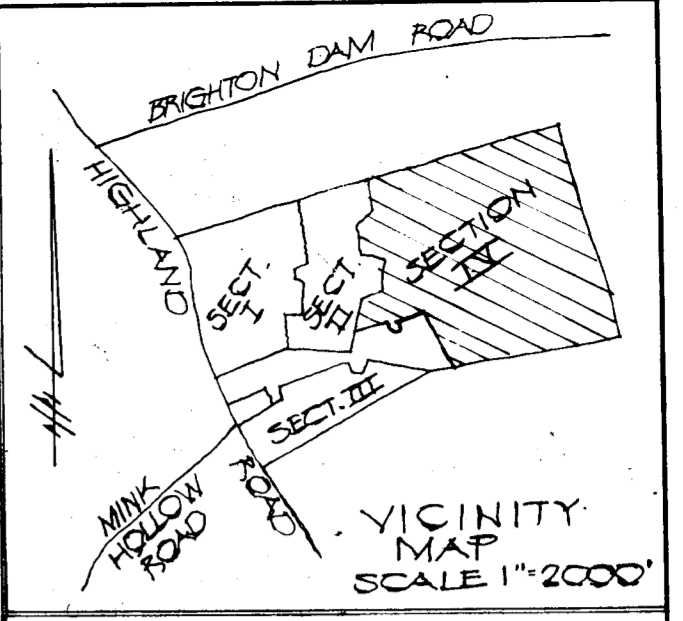 BRIGHTON DAM ROAD
HIGHLAND
SECT.
I
SECT.
II
SECTION
IV
SECT. III
MINK
HOLLOW
ROAD
ROAD
VICINITY
MAP
SCALE 1"=2000'